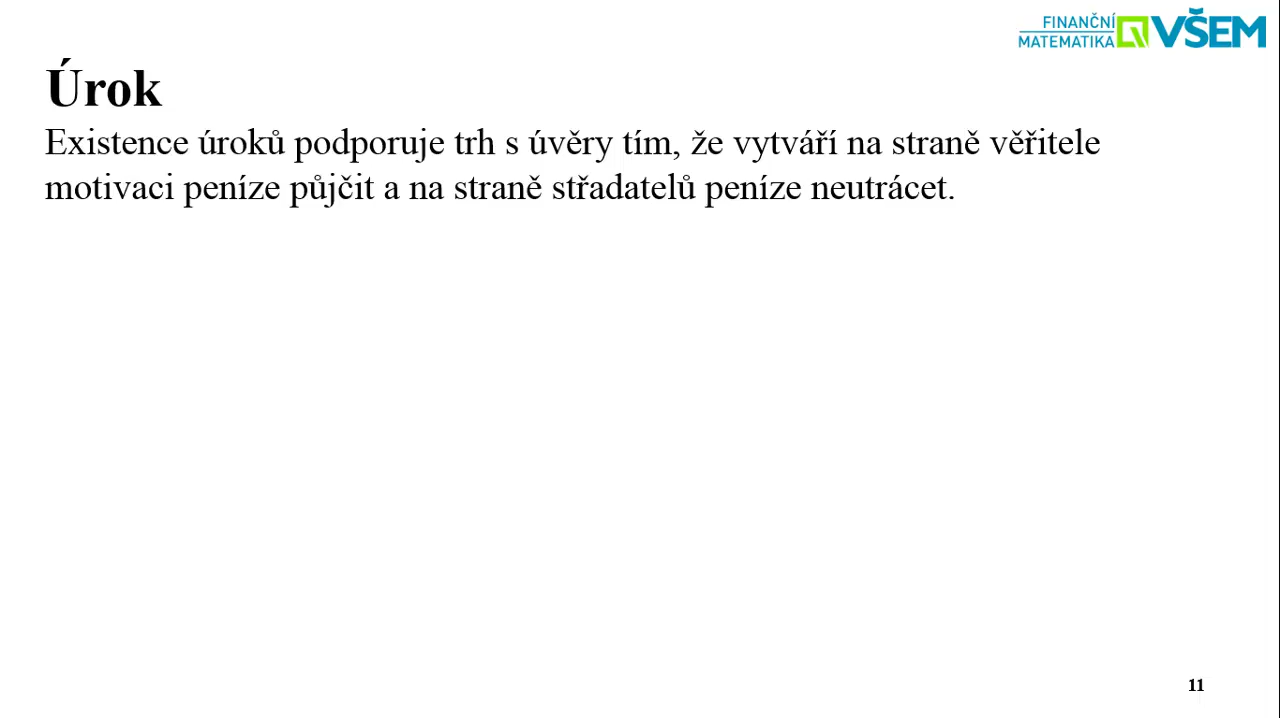 FINANČNÍ
MATEMATIKA VŠEM
Úrok
Existence úroků podporuje trh s úvěry tím, že vytváří na straně věřitele
motivaci peníze půjčit a na straně střadatelů peníze neutrácet.
11